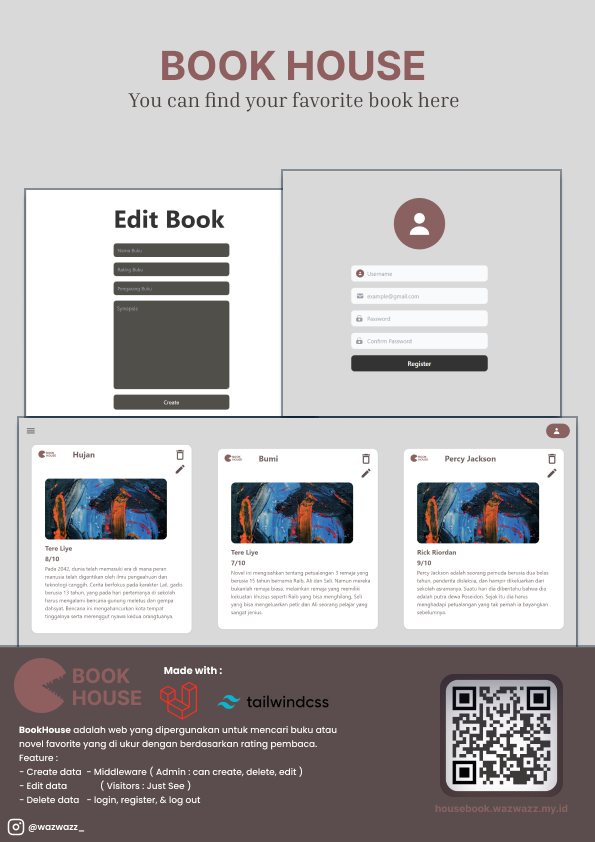 BOOK HOUSE
You can find your favorite book here
Edit Book
Nama Buku
Rating Buku
Pengarang Buku
Synopsis
Create
Username
example@gmail.com
Password
Confirm Password
Register
BOOK
HOUSE
Hujan
Tere Liye
8/10
Pada 2042, dunia telah memasuki era di mana peran
manusia telah digantikan oleh ilmu pengaetuan dan
teknologi canggih. Cerita berfokus pada karakter Lail, gadis
berusia 13 tahun, yang pada hari pertamanya di sekolah
harus mengalami bencana gunung meletus dan gempa
dahsyat. Bencana ini mengahancurkan kota tempat
tinggalnya serta merenggut nyawa kedua orangtuanya.
BOOK
HOUSE
Bumi
Tere Liye
7/10
Novel ini mengisahkan tentang petualangan 3 remaja yang
berusia 15 tahun bernama Raib, Ali dan Seli. Namun mereka
bukanlah remaja biasa, melainkan remaja yang memiliki
kekuatan khusus seperti Raib yang bisa menghilang, Seli
yang bisa mengeluarkan petir dan Ali seorang pelajar yang
sangat jenius.
BOOK
HOUSE
Percy Jackson
Rick Riordan
9/10
Percy Jackson adalah seorang pemuda berusia dua belas
tahun, penderita disleksia, dan hampir dikeluarkan dari
sekolah asramanya. Suatu hari dia diberitahu bahwa dia
adalah putra dewa Poseidon. Sejak itu dia harus
menghadapi petualangan yang tak pernah ia bayangkan
sebelumnya.
BOOK
HOUSE
Made with :
tailwindcss
BookHouse adalah web yang dipergunakan untuk mencari buku atau
novel favorite yang di ukur dengan berdasarkan rating pembaca.
Feature :
- Create data - Middleware ( Admin : can create, delete, edit )
- Edit data ( Visitors : Just See )
- Delete data - login, register, & log out
housebook.wazwazz.my.id
@wazwazz_